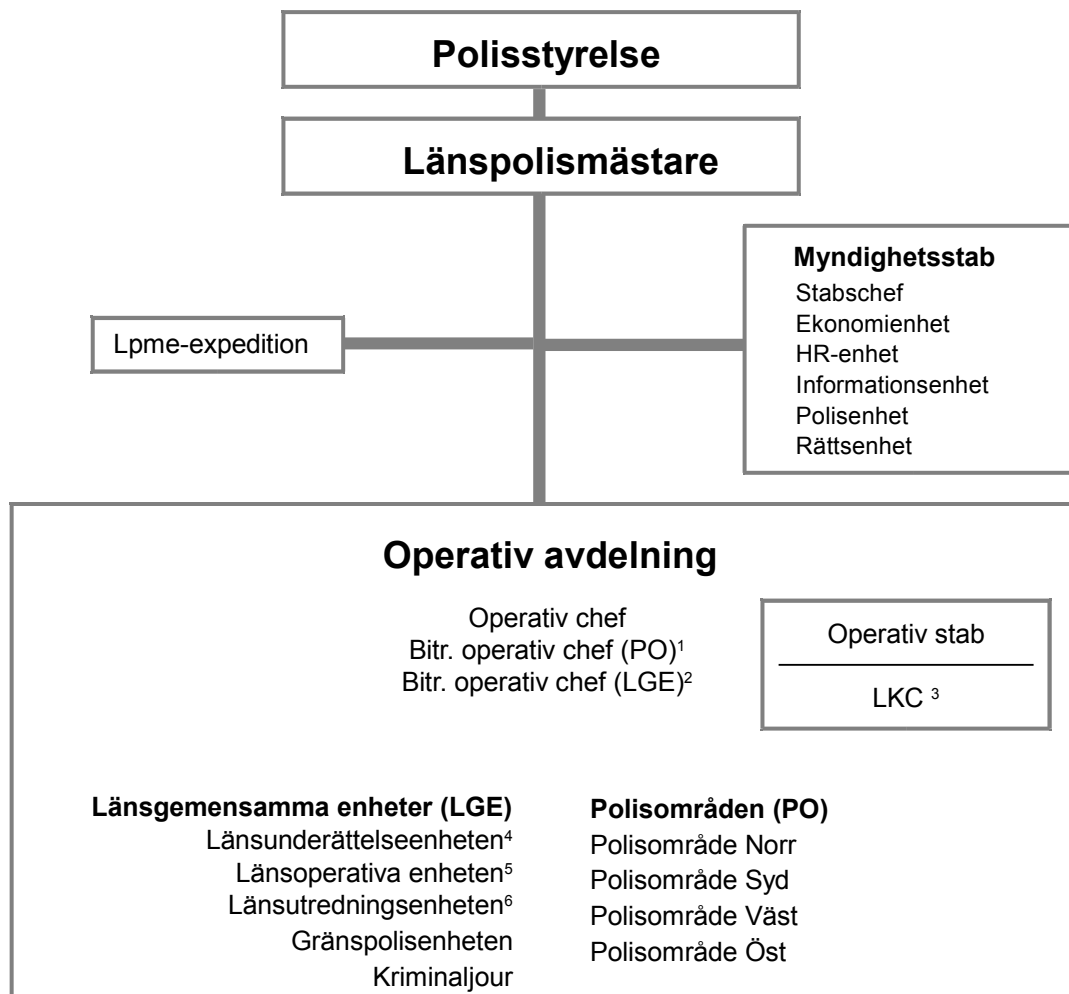 Polisstyrelse
Länspolismästare
Myndighetsstab
Stabschef
Ekonomienhet
HR-enhet
Informationsenhet
Polisenhet
Rättsenhet
Lpme-expedition
Operativ avdelning
Operativ chef
Bitr. operativ chef (PO)¹
Bitr. operativ chef (LGE)²
Operativ stab
LKC ³
Länsgemensamma enheter (LGE)
Länsunderättelseenheten⁴
Länsoperativa enheten⁵
Länsutredningsenheten⁶
Gränspolisenheten
Kriminaljour
Polisområden (PO)
Polisområde Norr
Polisområde Syd
Polisområde Väst
Polisområde Öst